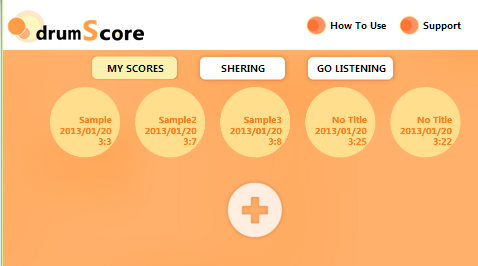 drumScore
How To Use
Support
MY SCORES
SHERING
GO LISTENING
Sample
2013/01/20
3:3
Sample2
2013/01/20
3:7
Sample3
2013/01/20
3:8
No Title
2013/01/20
3:25
No Title
2013/01/20
3:22